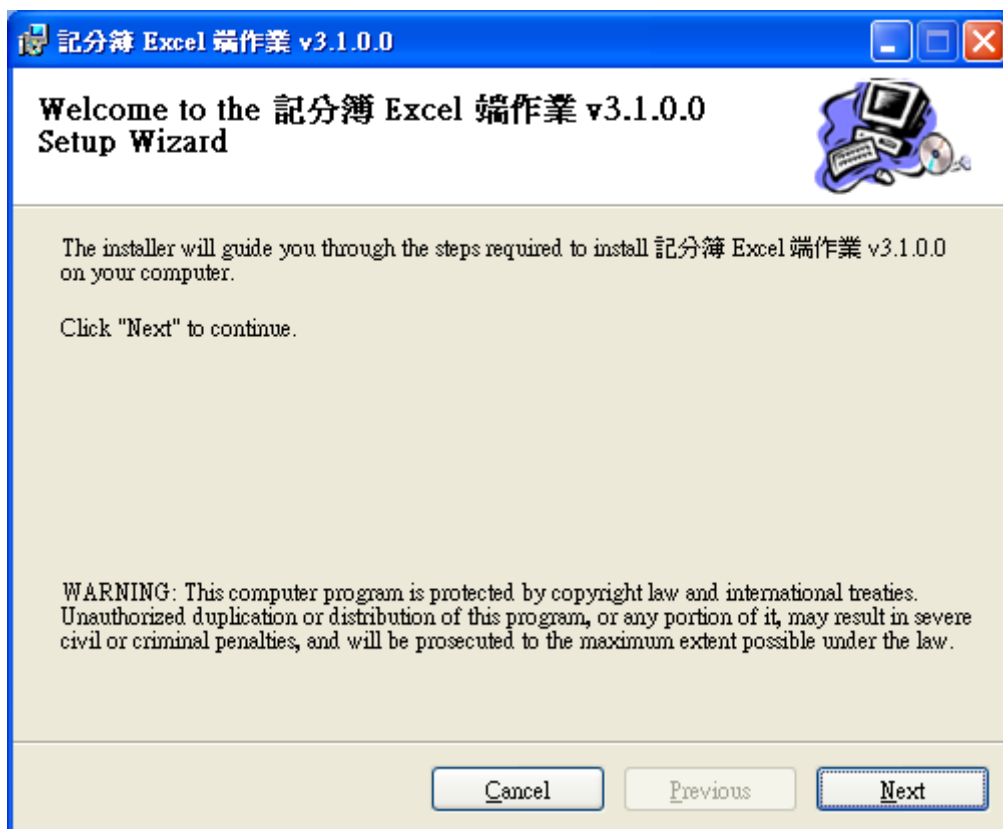 記分簿 Excel 端作業 v3.1.0.0
Welcome to the 記分簿 Excel 端作業 v3.1.0.0
Setup Wizard
The installer will guide you through the steps required to install 記分簿 Excel 端作業 v3.1.0.0
on your computer.
Click "Next" to continue.
WARNING: This computer program is protected by copyright law and international treaties.
Unauthorized duplication or distribution of this program, or any portion of it, may result in severe
civil or criminal penalties, and will be prosecuted to the maximum extent possible under the law.
Cancel
Previous
Next